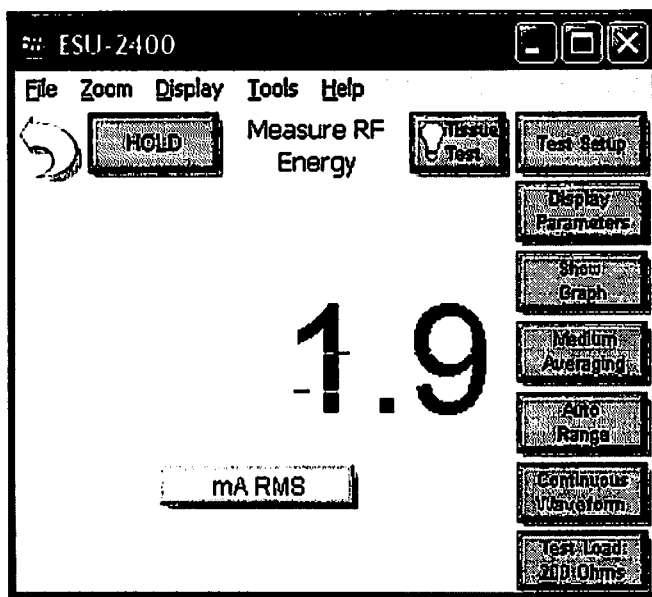 ESU-2400
File Zoom Display Tools Help
HOLD
Measure RF
Energy
Tissue
Test
Test Setup
Display
Parameters
Show
Graph
Medium
Averaging
Auto
Range
Continuous
Waveform
1.9
mA RMS
Test Load:
200 Ohms